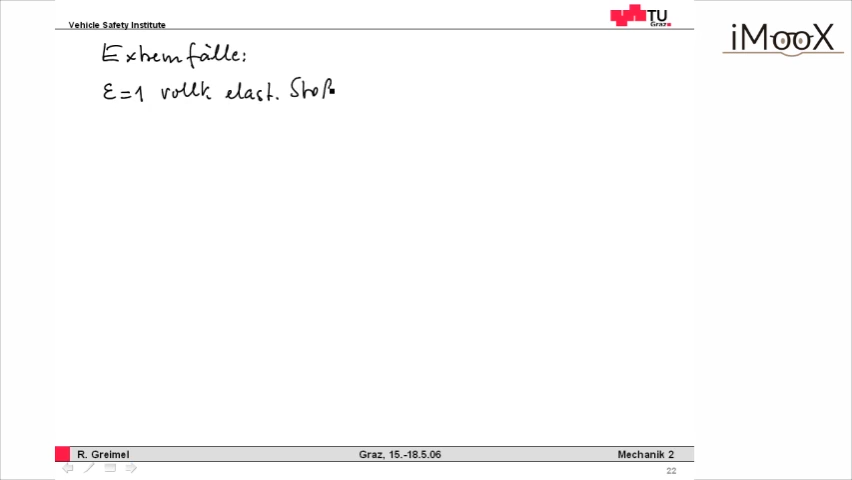 Vehicle Safety Institute
TU
Graz
iMooX
Extremfälle:
ε=1 vollk. elast. Stoß
R. Greimel
Graz, 15.-18.5.06
Mechanik 2
22